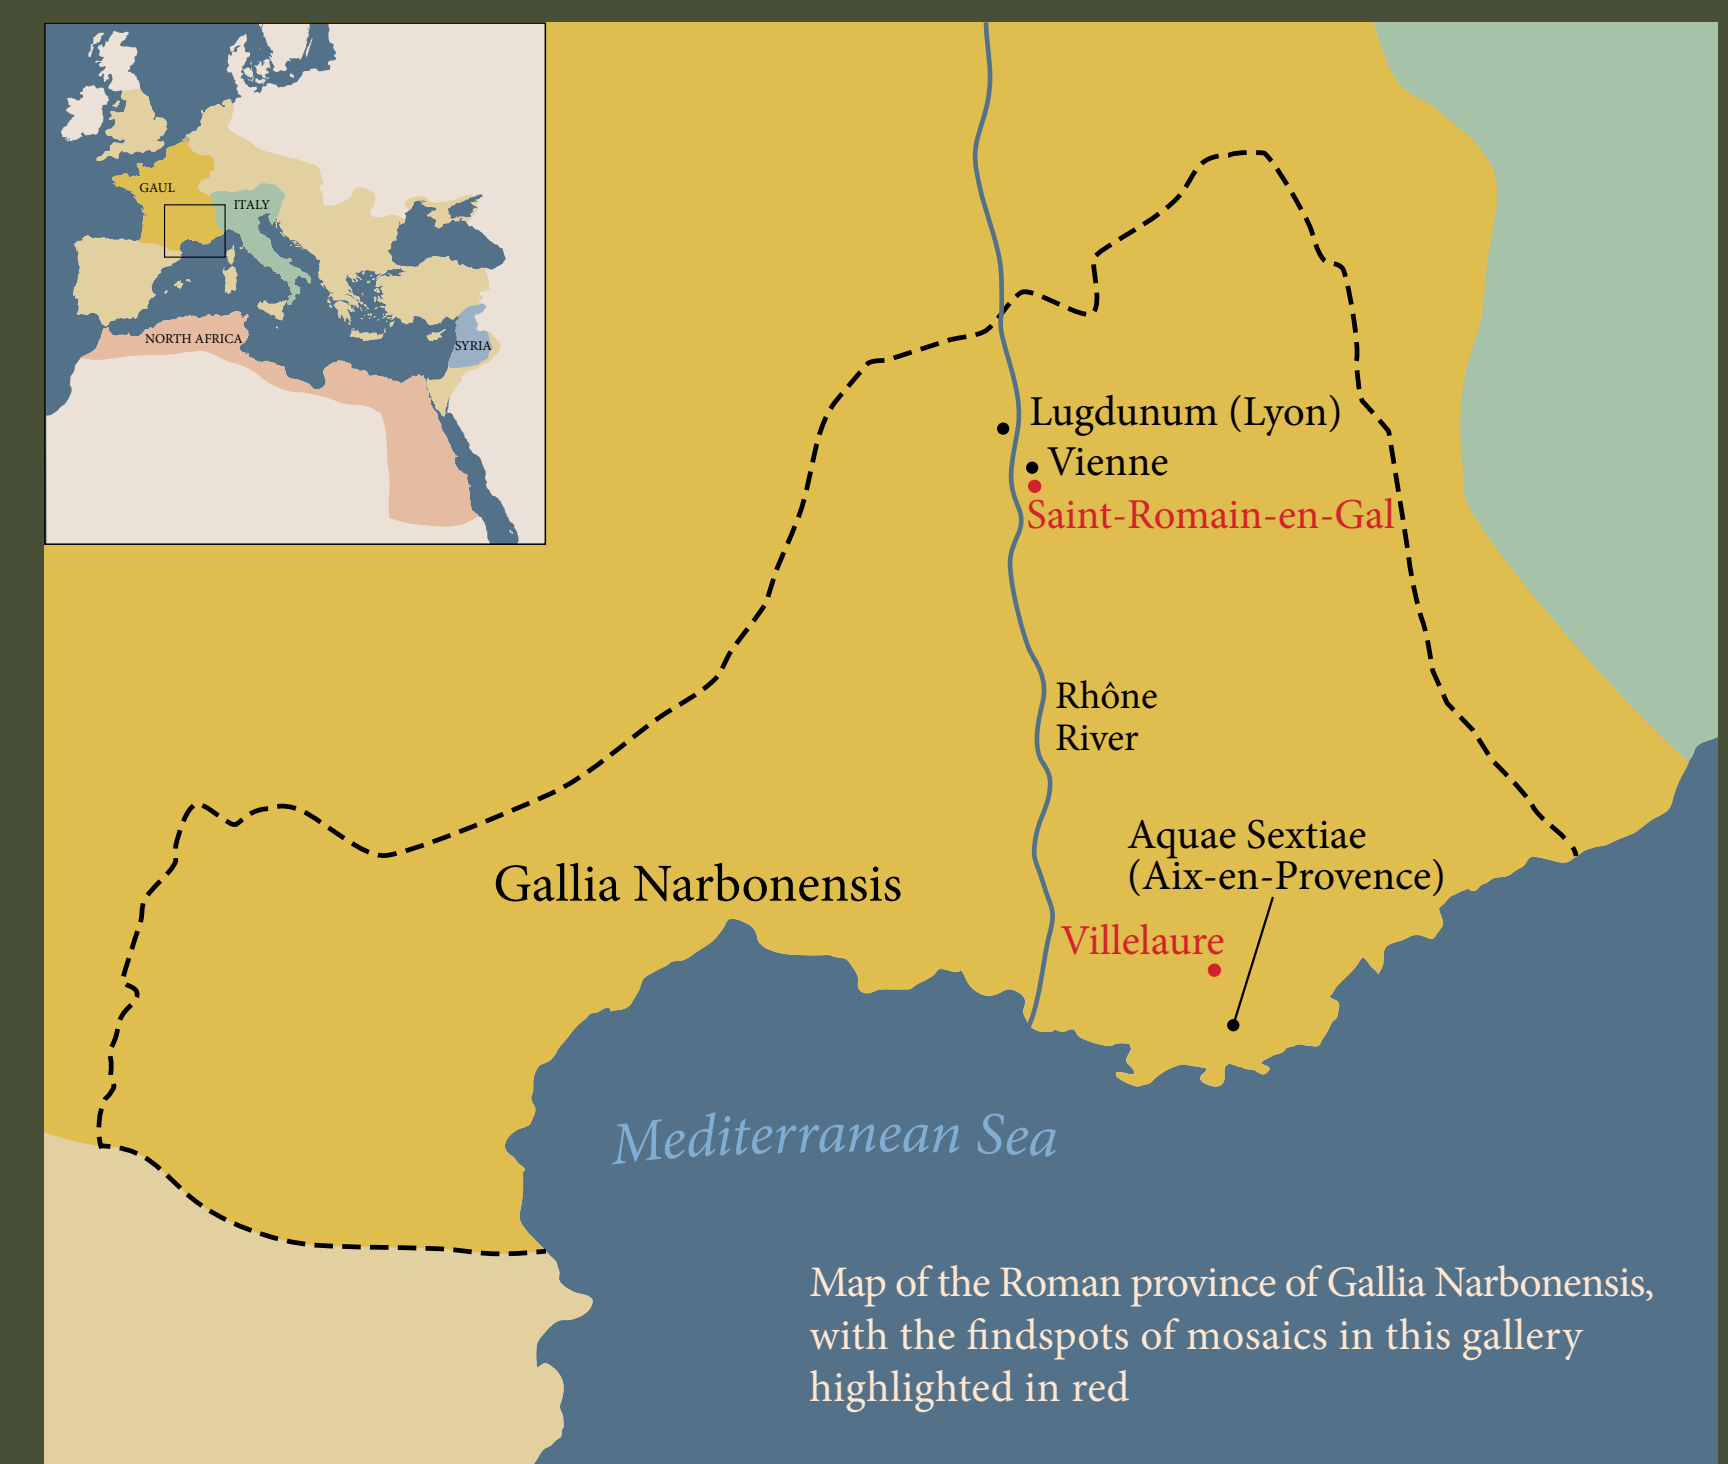 GAUL
ITALY
NORTH AFRICA
SYRIA
Lugdunum (Lyon)
Vienne
Saint-Romain-en-Gal
Rhône
River
Aquae Sextiae
(Aix-en-Provence)
Gallia Narbonensis
Villelaure
Mediterranean Sea
Map of the Roman province of Gallia Narbonensis,
with the findspots of mosaics in this gallery
highlighted in red